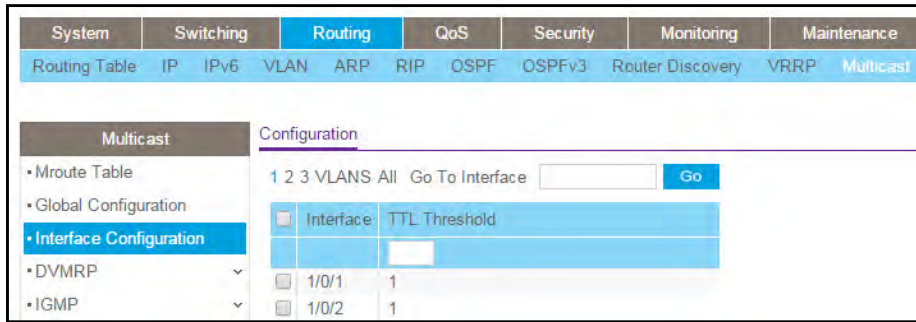 System Switching Routing QoS Security Monitoring Maintenance
Routing Table IP IPv6 VLAN ARP RIP OSPF OSPFv3 Router Discovery VRRP Multicast
Multicast
• Mroute Table
• Global Configuration
• Interface Configuration
• DVMRP
• IGMP
Configuration
1 2 3 VLANS All Go To Interface Go
Interface TTL Threshold
1/0/1 1
1/0/2 1